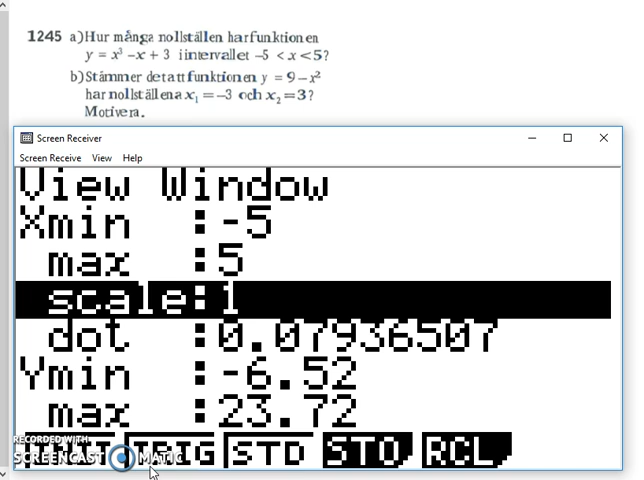 1245 a)Hur många nollställen har funktionen
y = x³ – x + 3 i intervallet –5 < x < 5?
b)Stämmer det att funktionen y = 9 – x²
har nollställena x₁ = –3 och x₂ = 3?
Motivera.
Screen Receiver
Screen Receive View Help
View Window
Xmin :-5
max :5
scale:1
dot :0.07936507
Ymin :-6.52
max :23.72
INIT TRIG STD STO RCL
RECORDED WITH
SCREENCAST MATIC